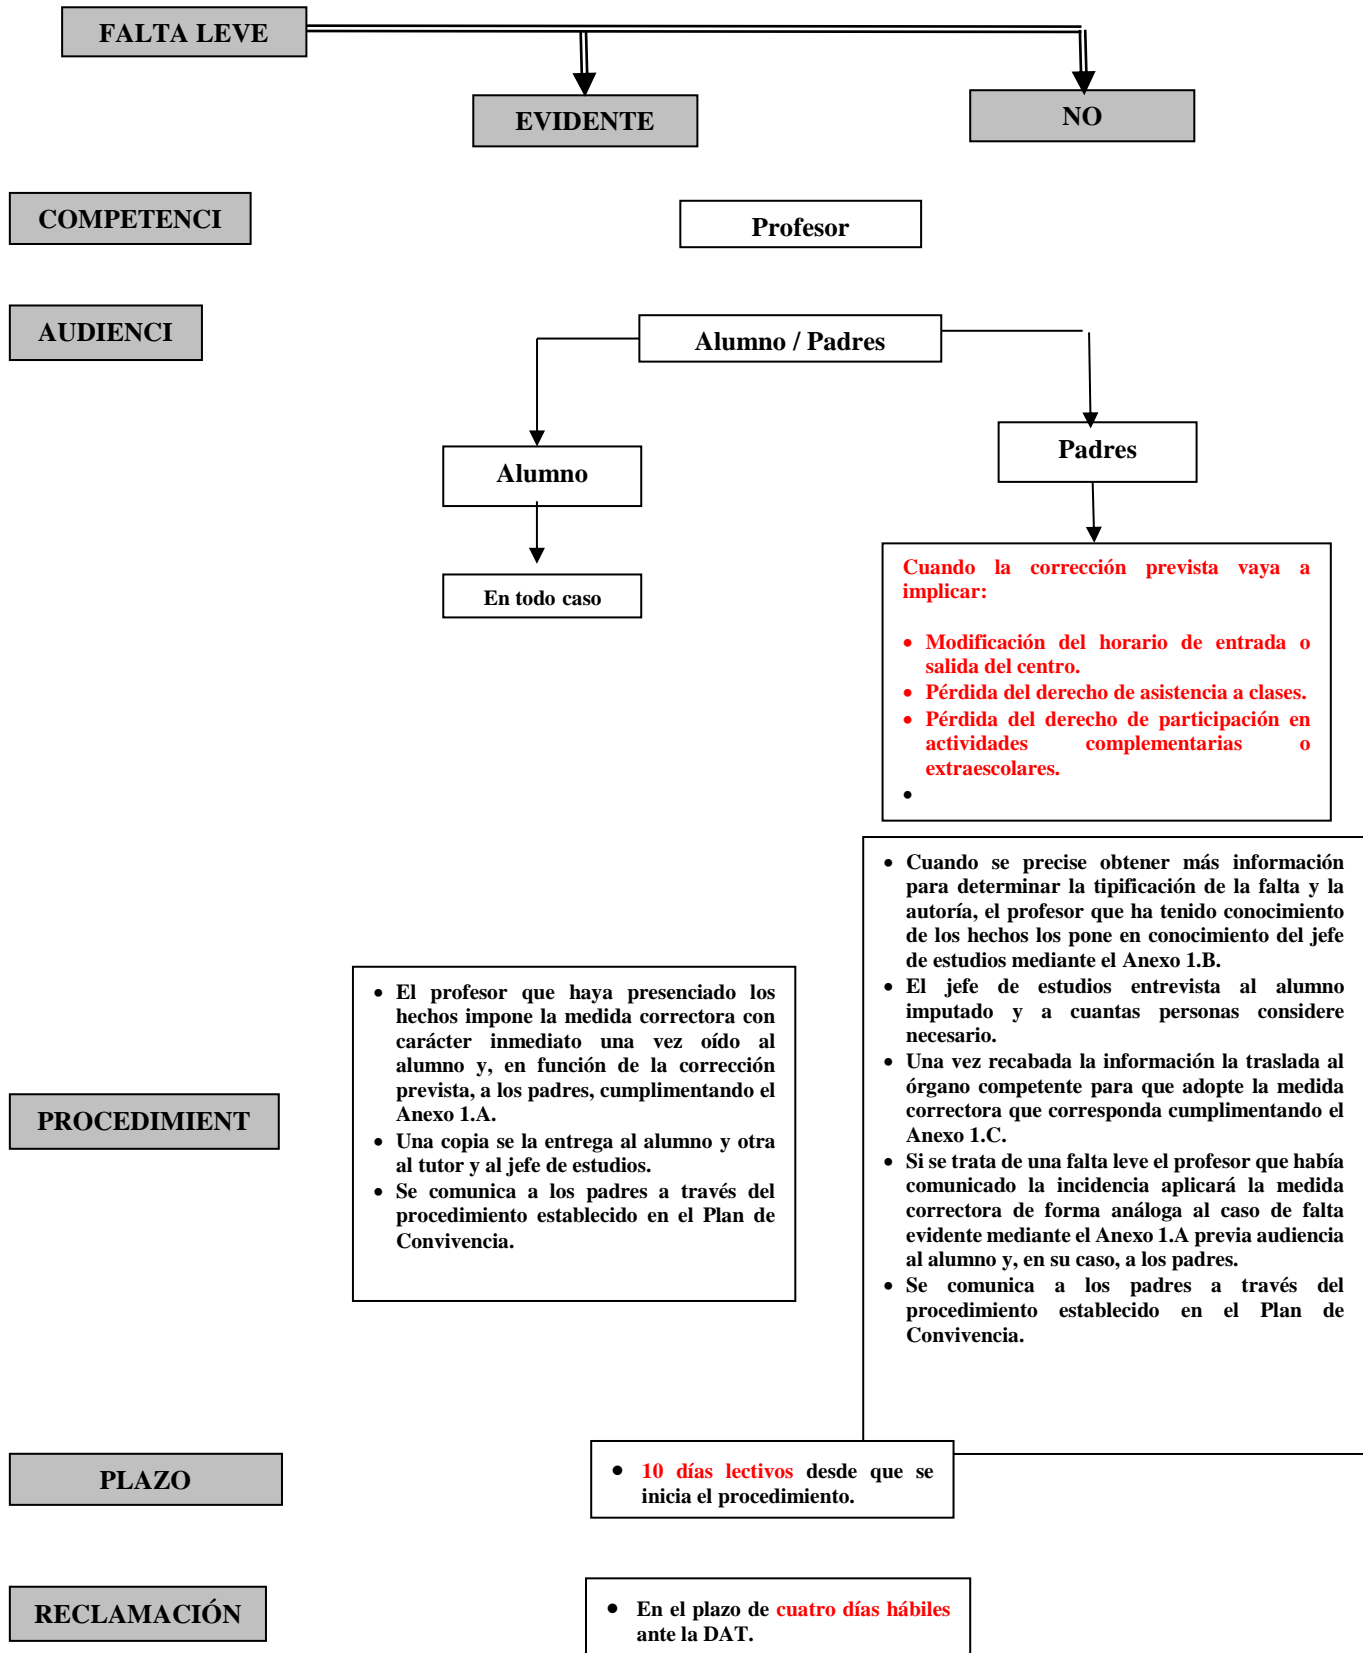 FALTA LEVE
EVIDENTE
NO
COMPETENCI
Profesor
AUDIENCI
Alumno / Padres
Alumno
Padres
En todo caso
Cuando la corrección prevista vaya a
implicar:
• Modificación del horario de entrada o
salida del centro.
• Pérdida del derecho de asistencia a clases.
• Pérdida del derecho de participación en
actividades complementarias o
extraescolares.
•
PROCEDIMIENT
• El profesor que haya presenciado los
hechos impone la medida correctora con
carácter inmediato una vez oído al
alumno y, en función de la corrección
prevista, a los padres, cumplimentando el
Anexo 1.A.
• Una copia se la entrega al alumno y otra
al tutor y al jefe de estudios.
• Se comunica a los padres a través del
procedimiento establecido en el Plan de
Convivencia.
• Cuando se precise obtener más información
para determinar la tipificación de la falta y la
autoría, el profesor que ha tenido conocimiento
de los hechos los pone en conocimiento del jefe
de estudios mediante el Anexo 1.B.
• El jefe de estudios entrevista al alumno
imputado y a cuantas personas considere
necesario.
• Una vez recabada la información la traslada al
órgano competente para que adopte la medida
correctora que corresponda cumplimentando el
Anexo 1.C.
• Si se trata de una falta leve el profesor que había
comunicado la incidencia aplicará la medida
correctora de forma análoga al caso de falta
evidente mediante el Anexo 1.A previa audiencia
al alumno y, en su caso, a los padres.
• Se comunica a los padres a través del
procedimiento establecido en el Plan de
Convivencia.
PLAZO
• 10 días lectivos desde que se
inicia el procedimiento.
RECLAMACIÓN
• En el plazo de cuatro días hábiles
ante la DAT.